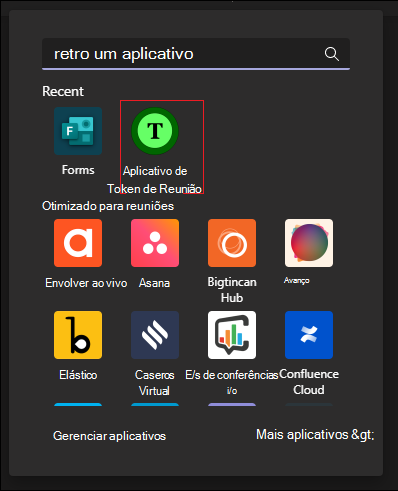 retro um aplicativo
Recent
F
T
Forms
Aplicativo de
Token de Reunião
Otimizado para reuniões
a
Envolver ao vivo
Asana
Bigtincan
Hub
Avanço
b
Elástico
Caseros
Virtual
E/s de conferências
i/o
Confluence
Cloud
Gerenciar aplicativos
Mais aplicativos &gt;